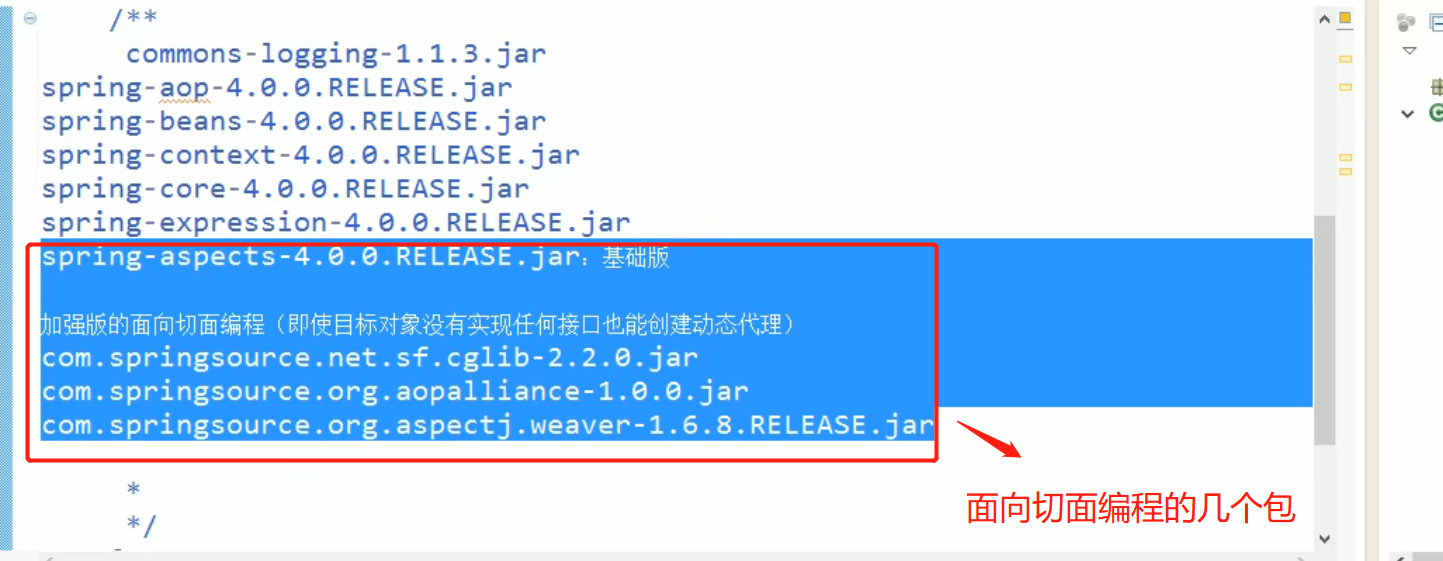 /**
commons-logging-1.1.3.jar
spring-aop-4.0.0.RELEASE.jar
spring-beans-4.0.0.RELEASE.jar
spring-context-4.0.0.RELEASE.jar
spring-core-4.0.0.RELEASE.jar
spring-expression-4.0.0.RELEASE.jar
spring-aspects-4.0.0.RELEASE.jar：基础版
加强版的面向切面编程（即使目标对象没有实现任何接口也能创建动态代理）
com.springsource.net.sf.cglib-2.2.0.jar
com.springsource.org.aopalliance-1.0.0.jar
com.springsource.org.aspectj.weaver-1.6.8.RELEASE.jar
面向切面编程的几个包
*
*/